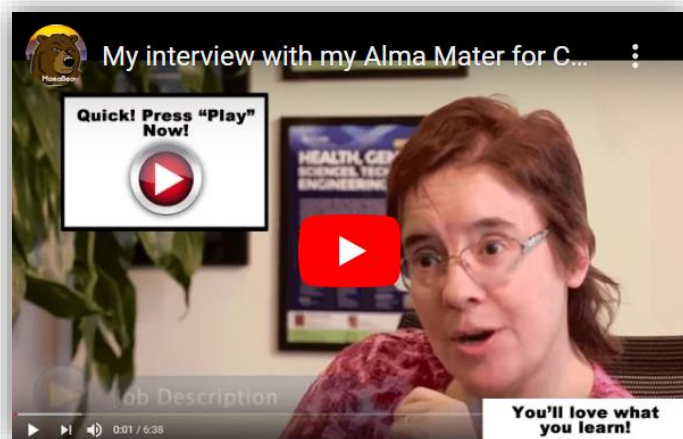 MamaBear
My interview with my Alma Mater for C...
Quick! Press “Play”
Now!
HEALTH, GEN
SCIENCES, TECH
ENGINEERING
Job Description
0:01 / 6:38
You'll love what
you learn!